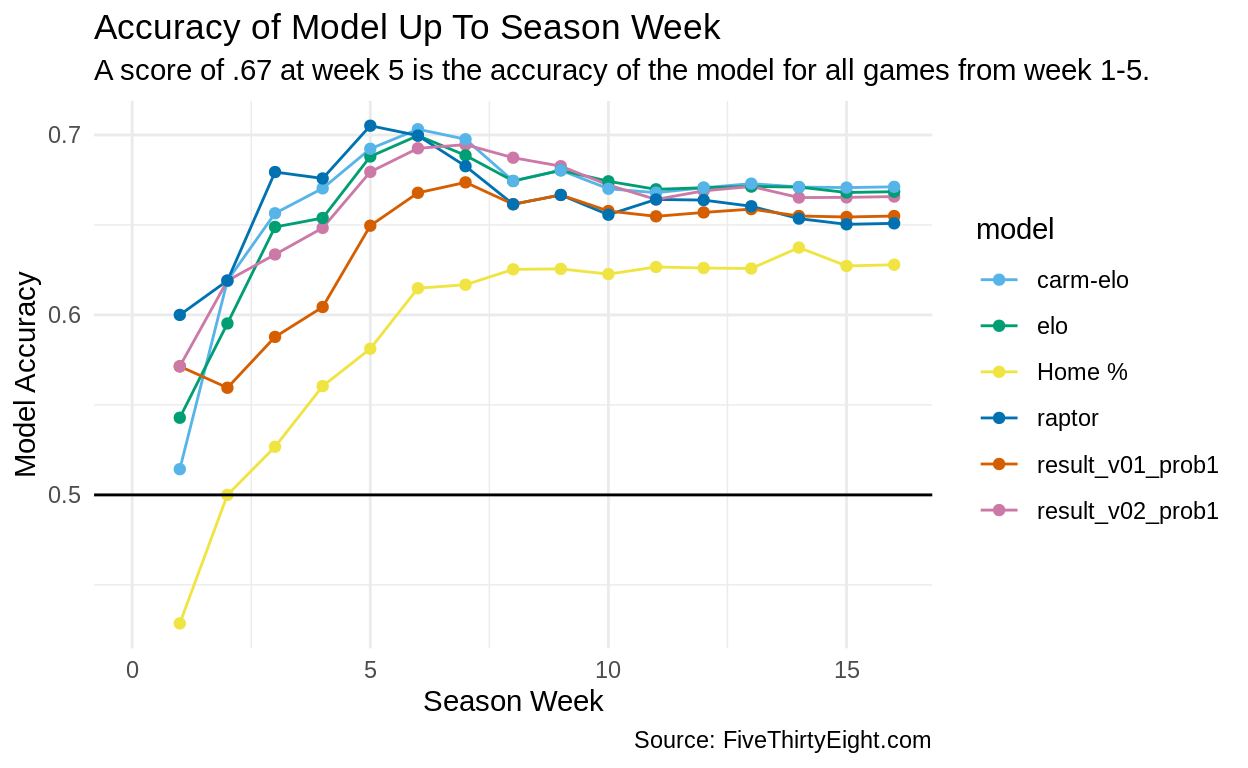 Accuracy of Model Up To Season Week
A score of .67 at week 5 is the accuracy of the model for all games from week 1-5.
Model Accuracy
0.7
0.6
0.5
0
5
10
15
Season Week
model
carm-elo
elo
Home %
raptor
result_v01_prob1
result_v02_prob1
Source: FiveThirtyEight.com